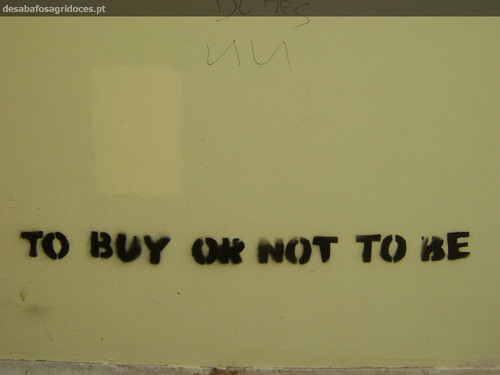 desabafosagridoces.pt
TO BUY OR NOT TO BE